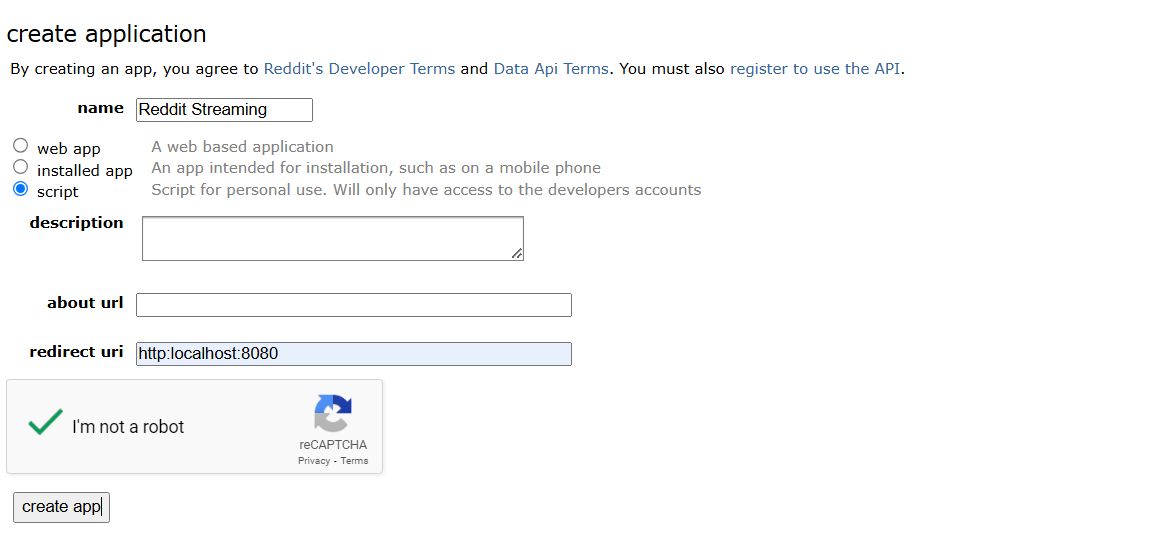 create application
By creating an app, you agree to Reddit's Developer Terms and Data Api Terms. You must also register to use the API.
name Reddit Streaming
web app A web based application
installed app An app intended for installation, such as on a mobile phone
script Script for personal use. Will only have access to the developers accounts
description
about url
redirect uri http:localhost:8080
I'm not a robot
reCAPTCHA
Privacy - Terms
create app